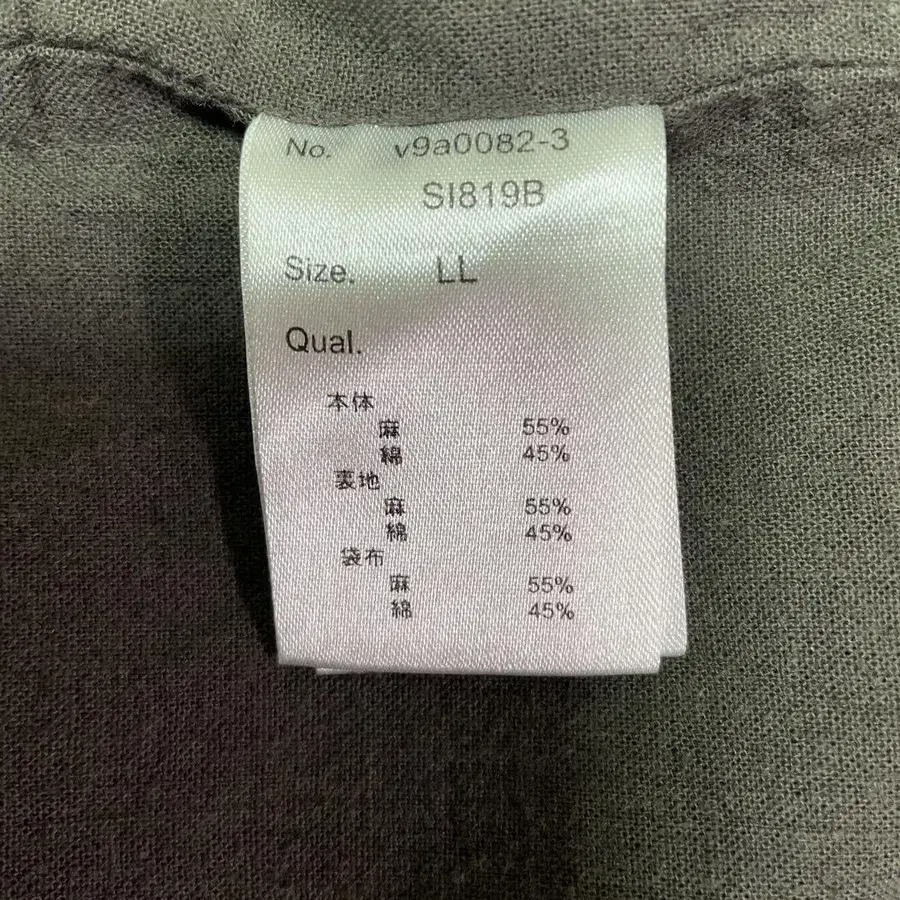 No. v9a0082-3
SI819B
Size. LL
Qual.
本体
麻 55%
綿 45%
裏地
麻 55%
綿 45%
袋布
麻 55%
綿 45%